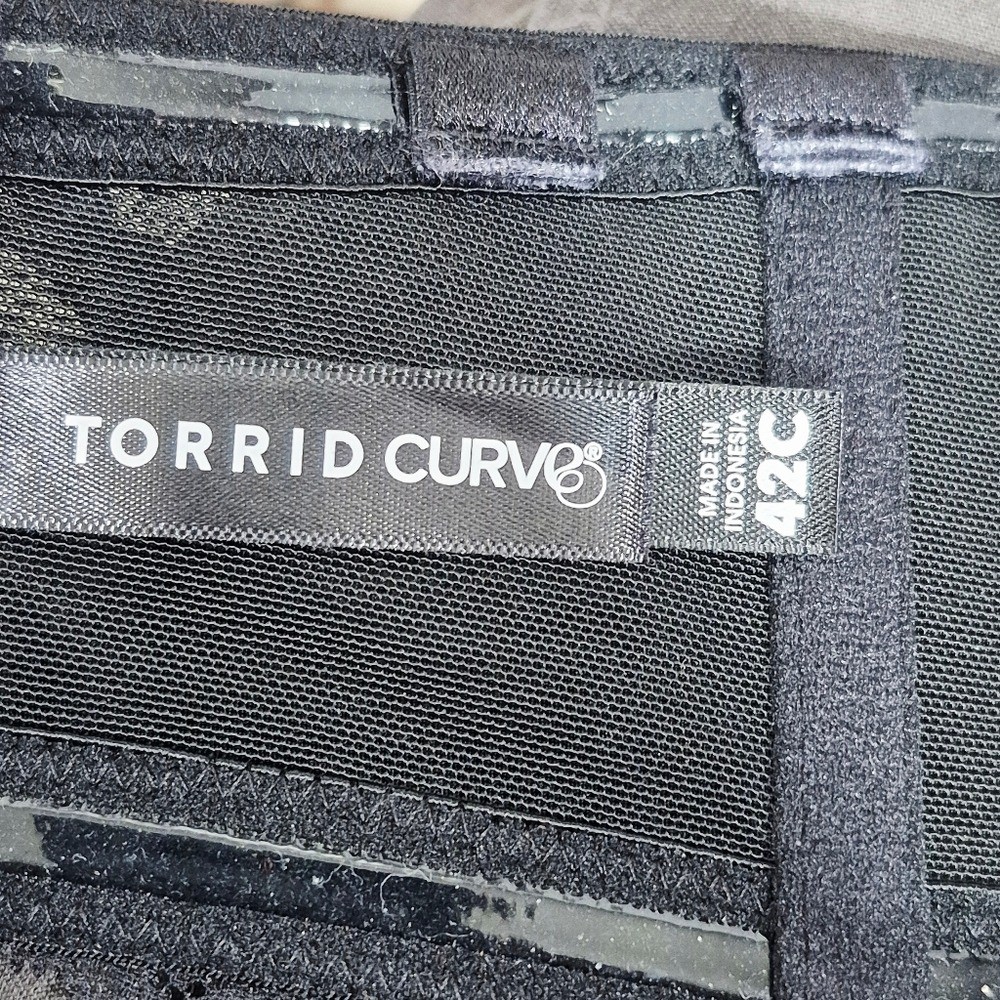 TORRID CURVE®
MADE IN
INDONESIA
42C